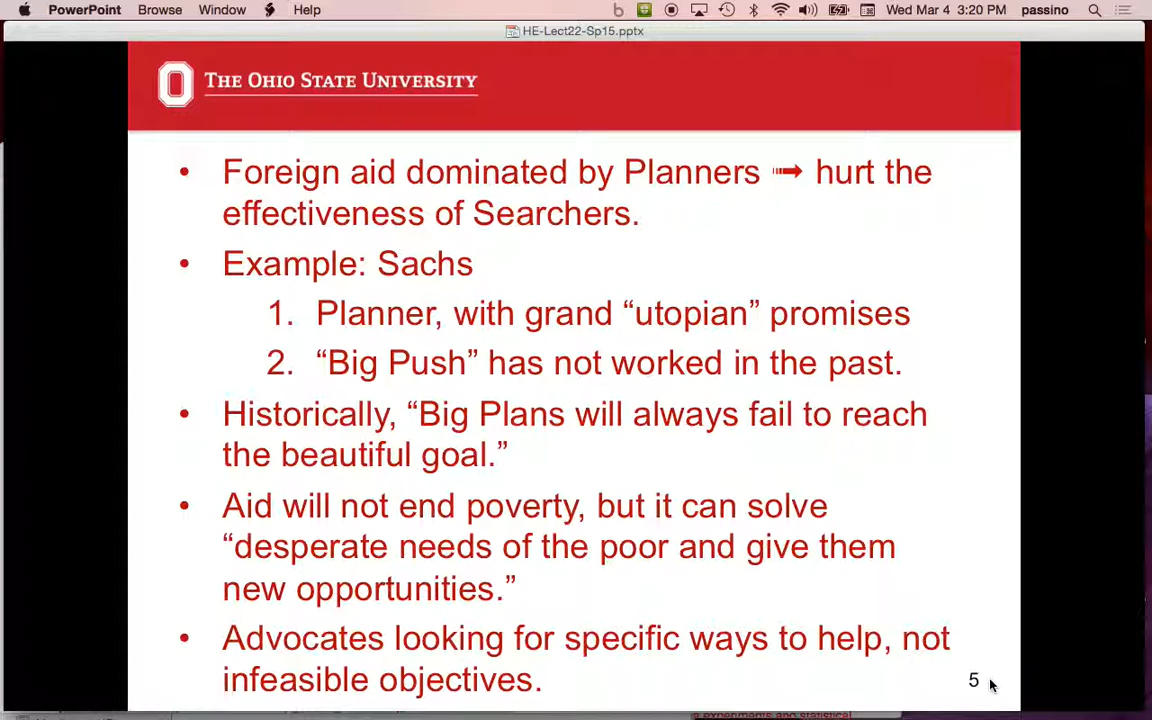 PowerPoint Browse Window Help Wed Mar 4 3:20 PM passino
HE-Lect22-Sp15.pptx
THE OHIO STATE UNIVERSITY
• Foreign aid dominated by Planners ➟ hurt the
effectiveness of Searchers.
• Example: Sachs
1. Planner, with grand “utopian” promises
2. “Big Push” has not worked in the past.
• Historically, “Big Plans will always fail to reach
the beautiful goal.”
• Aid will not end poverty, but it can solve
“desperate needs of the poor and give them
new opportunities.”
• Advocates looking for specific ways to help, not
infeasible objectives.
5